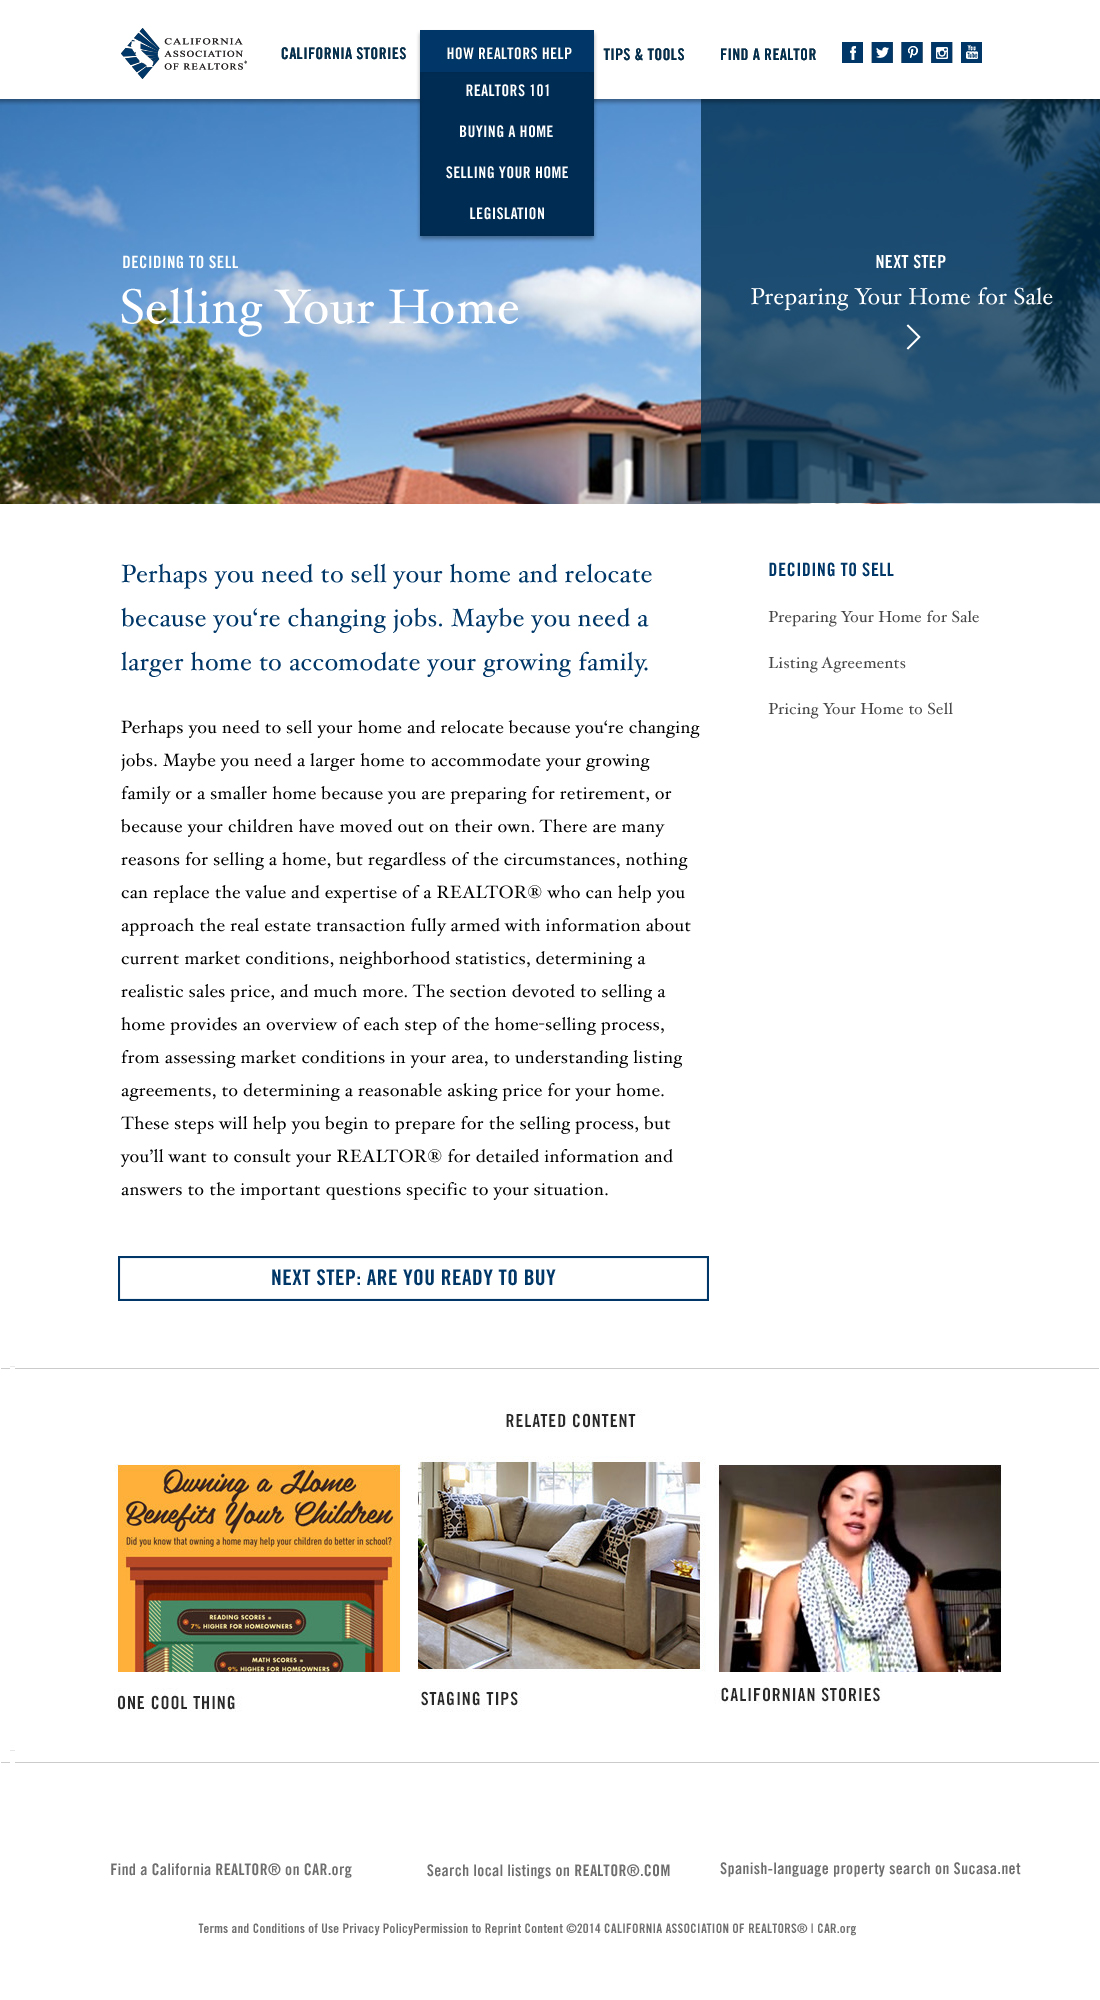 CALIFORNIA
ASSOCIATION
OF REALTORS®
CALIFORNIA STORIES
HOW REALTORS HELP
TIPS & TOOLS
FIND A REALTOR
You
Tube
REALTORS 101
BUYING A HOME
SELLING YOUR HOME
LEGISLATION
DECIDING TO SELL
Selling Your Home
NEXT STEP
Preparing Your Home for Sale
Perhaps you need to sell your home and relocate
because you‘re changing jobs. Maybe you need a
larger home to accomodate your growing family.
Perhaps you need to sell your home and relocate because you‘re changing
jobs. Maybe you need a larger home to accommodate your growing
family or a smaller home because you are preparing for retirement, or
because your children have moved out on their own. There are many
reasons for selling a home, but regardless of the circumstances, nothing
can replace the value and expertise of a REALTOR® who can help you
approach the real estate transaction fully armed with information about
current market conditions, neighborhood statistics, determining a
realistic sales price, and much more. The section devoted to selling a
home provides an overview of each step of the home-selling process,
from assessing market conditions in your area, to understanding listing
agreements, to determining a reasonable asking price for your home.
These steps will help you begin to prepare for the selling process, but
you’ll want to consult your REALTOR® for detailed information and
answers to the important questions specific to your situation.
DECIDING TO SELL
Preparing Your Home for Sale
Listing Agreements
Pricing Your Home to Sell
NEXT STEP: ARE YOU READY TO BUY
RELATED CONTENT
Owning a Home
Benefits Your Children
Did you know that owning a home may help your children do better in school?
READING SCORES =
7% HIGHER FOR HOMEOWNERS
MATH SCORES =
9% HIGHER FOR HOMEOWNERS
ONE COOL THING
STAGING TIPS
CALIFORNIAN STORIES
Find a California REALTOR® on CAR.org
Search local listings on REALTOR®.COM
Spanish-language property search on Sucasa.net
Terms and Conditions of Use Privacy PolicyPermission to Reprint Content ©2014 CALIFORNIA ASSOCIATION OF REALTORS® | CAR.org